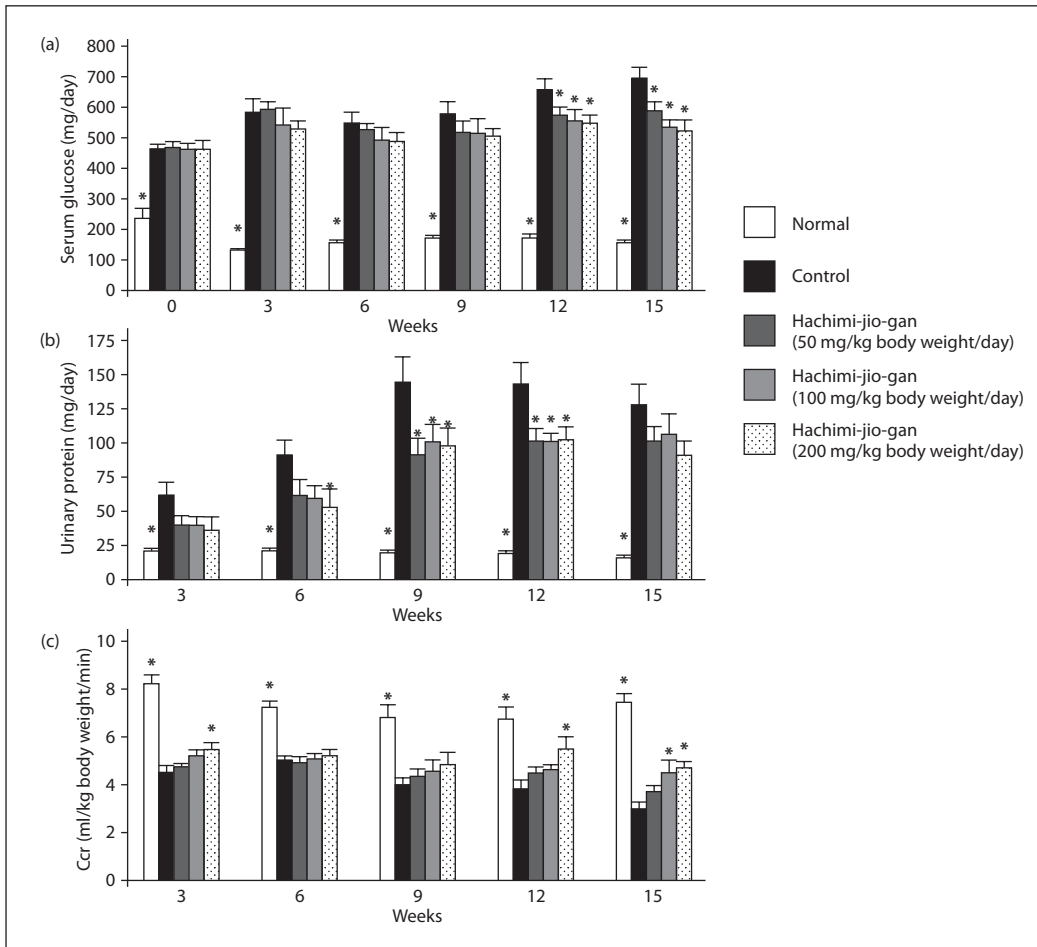 (a)
Serum glucose (mg/day)
800
700
600
500
400
300
200
100
0
* * * * * * * * * * * *
0 3 6 9 12 15
Weeks
(b)
Urinary protein (mg/day)
175
150
125
100
75
50
25
0
* * * * * * * * * * * *
3 6 9 12 15
Weeks
(c)
Ccr (ml/kg body weight/min)
10
8
6
4
2
0
* * * * * * * * *
3 6 9 12 15
Weeks
Normal
Control
Hachimi-jio-gan
(50 mg/kg body weight/day)
Hachimi-jio-gan
(100 mg/kg body weight/day)
Hachimi-jio-gan
(200 mg/kg body weight/day)